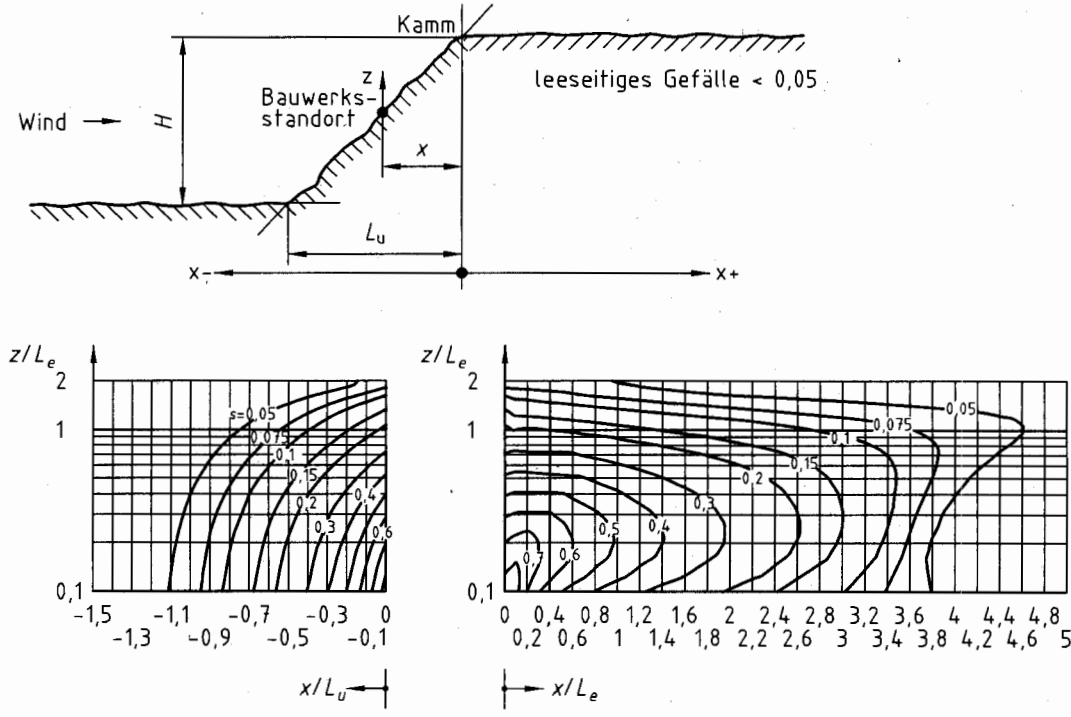 Kamm
leeseitiges Gefälle < 0,05
z
Bauwerks-
standort
Wind
H
x
Lu
x-
x+
z/Le
2
1
0,1
s=0,05
0,075
0,1
0,15
0,2
0,3
0,4
0,6
-1,5 -1,1 -0,7 -0,3 0
-1,3 -0,9 -0,5 -0,1
x/Lu
z/Le
2
1
0,1
0,05
0,075
0,1
0,15
0,2
0,3
0,4
0,5
0,6
0,7
0 0,4 0,8 1,2 1,6 2 2,4 2,8 3,2 3,6 4 4,4 4,8
0,2 0,6 1 1,4 1,8 2,2 2,6 3 3,4 3,8 4,2 4,6 5
x/Le